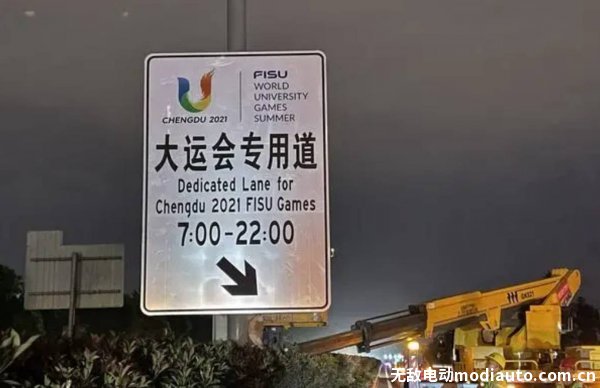 CHENGDU 2021
FISU
WORLD
UNIVERSITY
GAMES
SUMMER
大运会专用道
Dedicated Lane for
Chengdu 2021 FISU Games
7:00-22:00
无敌电动modiauto.com.cn